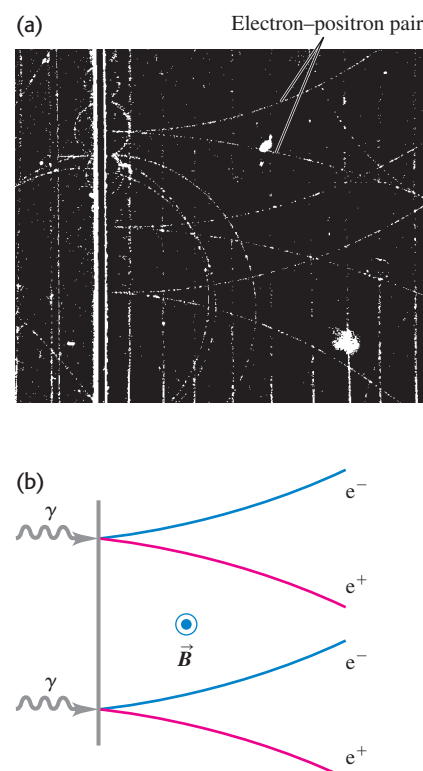 (a)
Electron–positron pair
(b)
γ
e⁻
e⁺
B⃗
e⁻
γ
e⁺